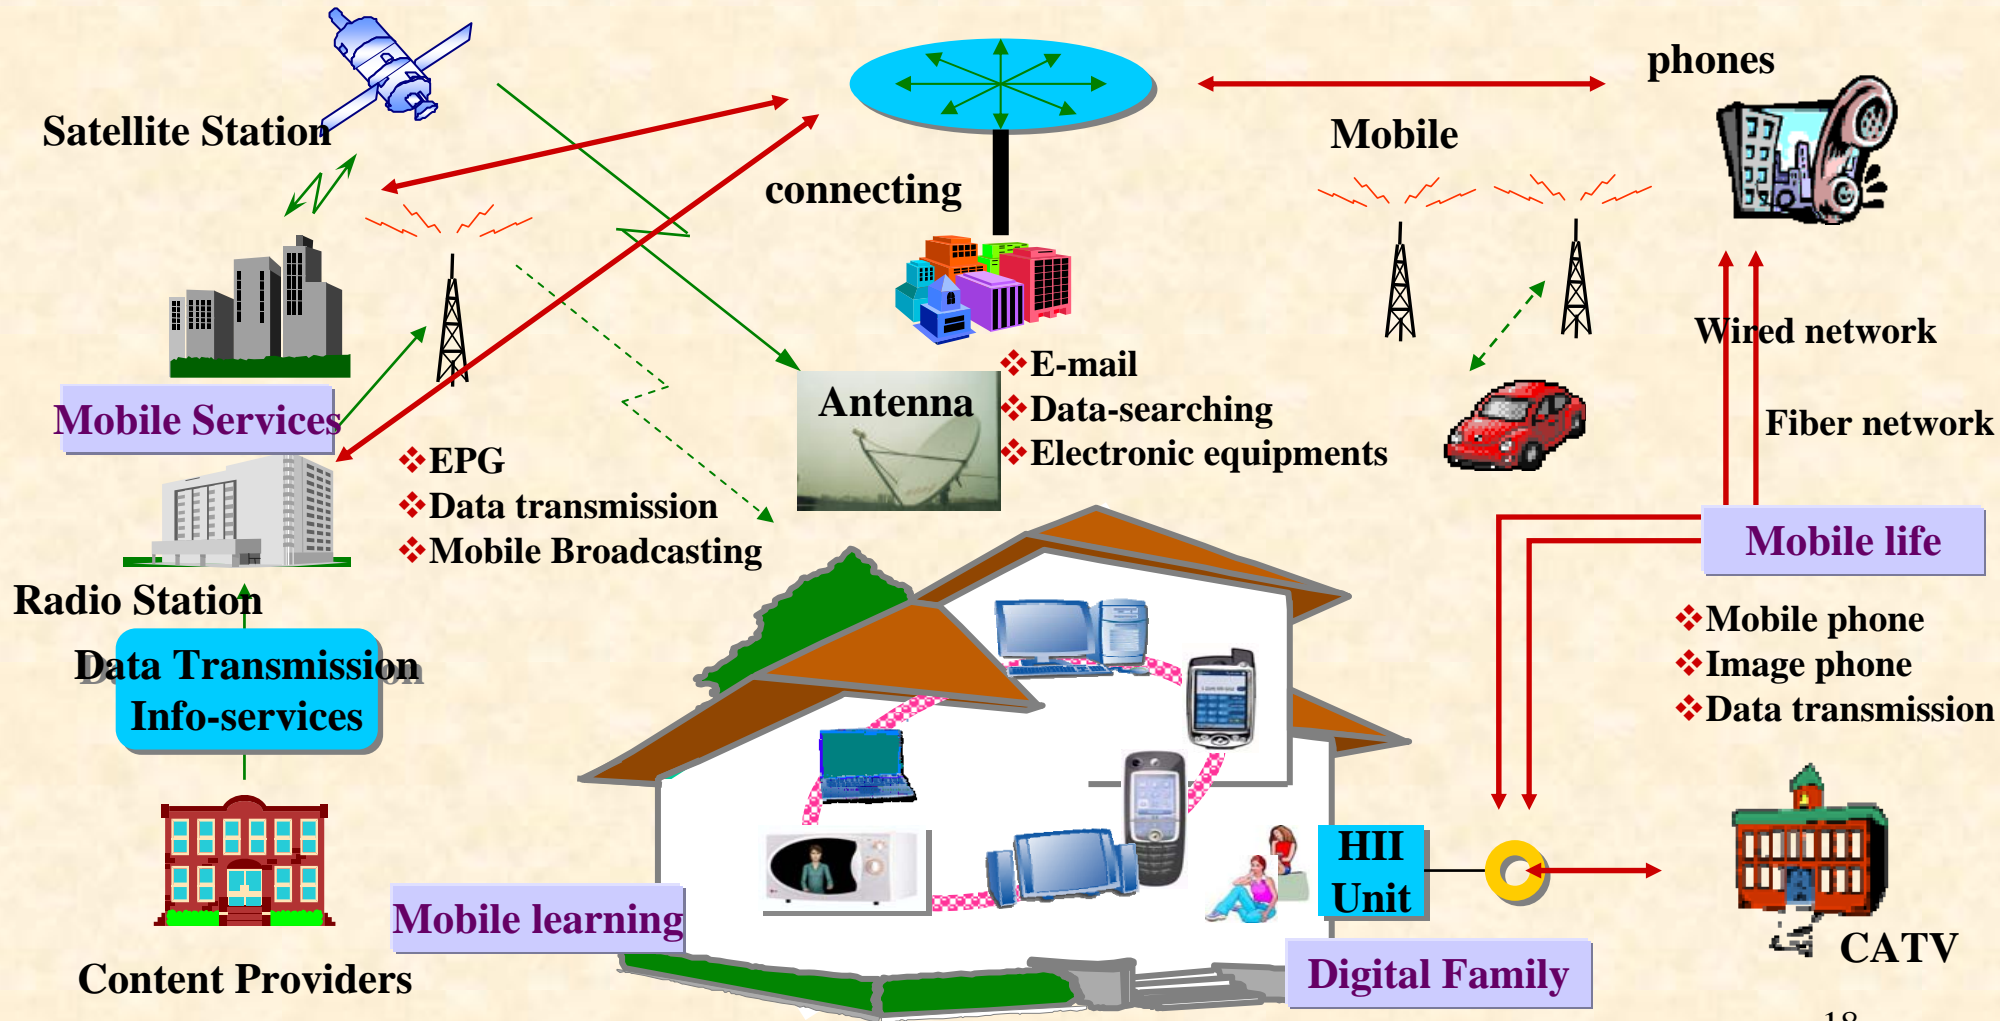 phones
Satellite Station
Mobile
connecting
Wired network
Mobile Services
Antenna
❖E-mail
❖Data-searching
❖Electronic equipments
Fiber network
❖EPG
❖Data transmission
❖Mobile Broadcasting
Mobile life
Radio Station
❖Mobile phone
❖Image phone
❖Data transmission
Data Transmission
Info-services
HII
Unit
Mobile learning
CATV
Content Providers
Digital Family
18